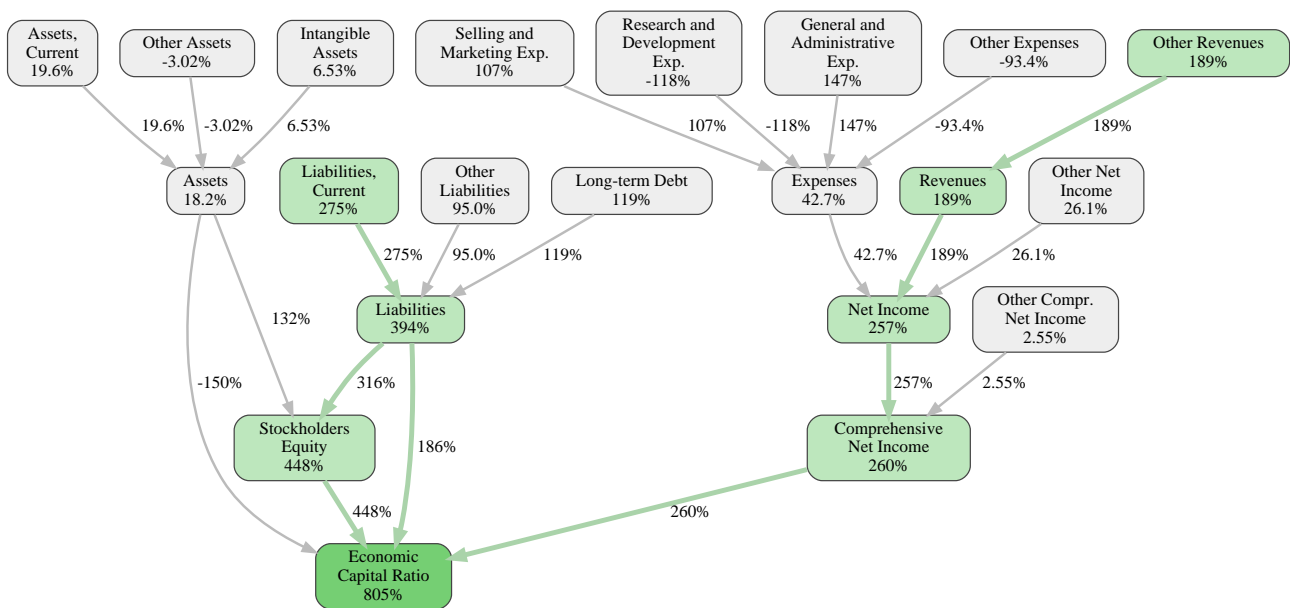 Assets,
Current
19.6%
Other Assets
-3.02%
Intangible
Assets
6.53%
Selling and
Marketing Exp.
107%
Research and
Development
Exp.
-118%
General and
Administrative
Exp.
147%
Other Expenses
-93.4%
Other Revenues
189%
19.6%
-3.02%
6.53%
107%
-118%
147%
-93.4%
189%
Assets
18.2%
Liabilities,
Current
275%
Other
Liabilities
95.0%
Long-term Debt
119%
Expenses
42.7%
Revenues
189%
Other Net
Income
26.1%
275%
95.0%
119%
42.7%
189%
26.1%
132%
Liabilities
394%
Net Income
257%
Other Compr.
Net Income
2.55%
-150%
316%
186%
257%
2.55%
Stockholders
Equity
448%
Comprehensive
Net Income
260%
448%
260%
Economic
Capital Ratio
805%